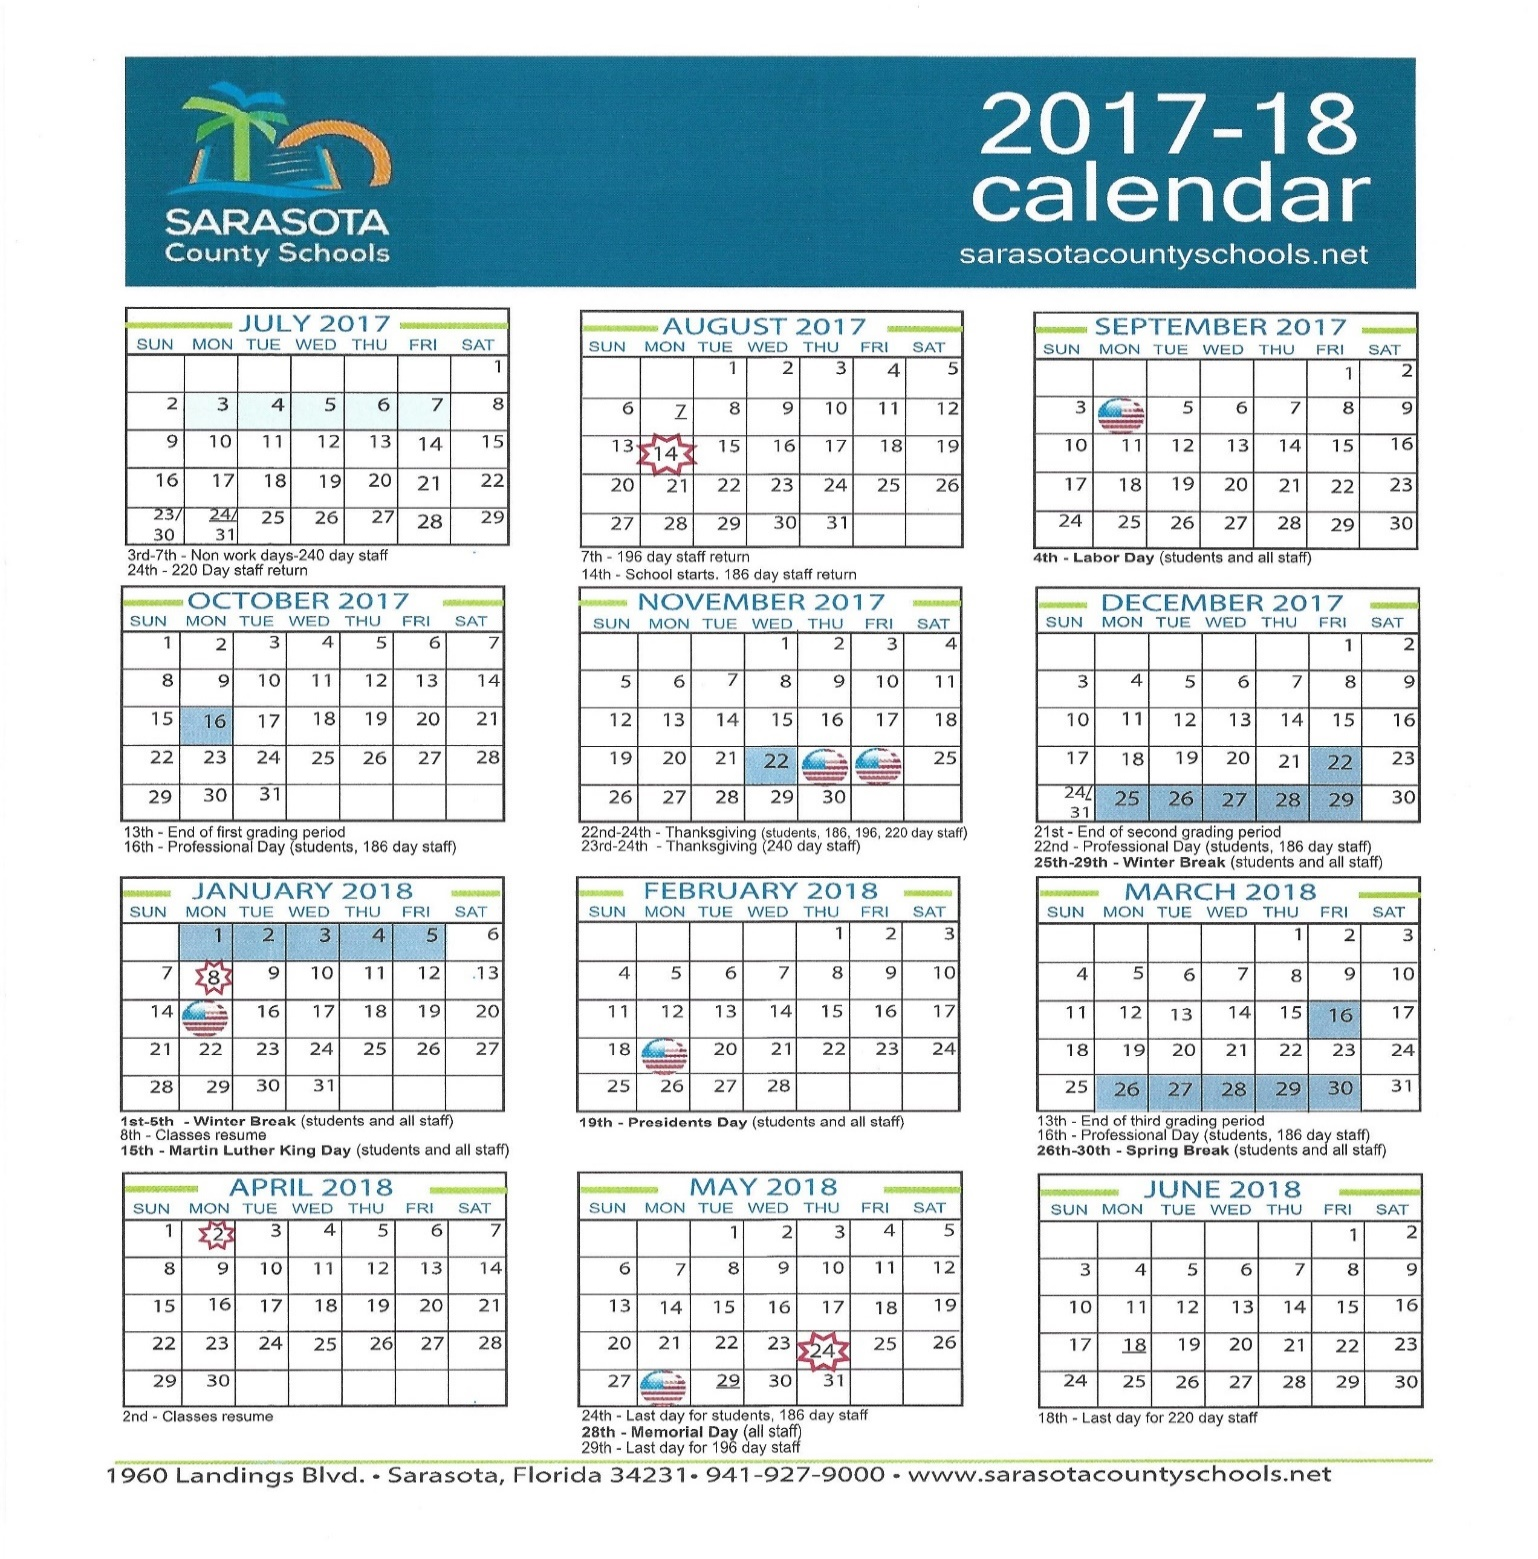 2017-18
calendar
sarasotacountyschools.net
SARASOTA
County Schools
JULY 2017
SUN MON TUE WED THU FRI SAT
1
2 3 4 5 6 7 8
9 10 11 12 13 14 15
16 17 18 19 20 21 22
23/ 24/ 25 26 27 28 29
30 31
3rd-7th - Non work days-240 day staff
24th - 220 Day staff return
AUGUST 2017
SUN MON TUE WED THU FRI SAT
1 2 3 4 5
6 7 8 9 10 11 12
13 14 15 16 17 18 19
20 21 22 23 24 25 26
27 28 29 30 31
7th - 196 day staff return
14th - School starts. 186 day staff return
SEPTEMBER 2017
SUN MON TUE WED THU FRI SAT
1 2
3 5 6 7 8 9
10 11 12 13 14 15 16
17 18 19 20 21 22 23
24 25 26 27 28 29 30
4th - Labor Day (students and all staff)
OCTOBER 2017
SUN MON TUE WED THU FRI SAT
1 2 3 4 5 6 7
8 9 10 11 12 13 14
15 16 17 18 19 20 21
22 23 24 25 26 27 28
29 30 31
13th - End of first grading period
16th - Professional Day (students, 186 day staff)
NOVEMBER 2017
SUN MON TUE WED THU FRI SAT
1 2 3 4
5 6 7 8 9 10 11
12 13 14 15 16 17 18
19 20 21 22 25
26 27 28 29 30
22nd-24th - Thanksgiving (students, 186, 196, 220 day staff)
23rd-24th - Thanksgiving (240 day staff)
DECEMBER 2017
SUN MON TUE WED THU FRI SAT
1 2
3 4 5 6 7 8 9
10 11 12 13 14 15 16
17 18 19 20 21 22 23
24/ 25 26 27 28 29 30
31
21st - End of second grading period
22nd - Professional Day (students, 186 day staff)
25th-29th - Winter Break (students and all staff)
JANUARY 2018
SUN MON TUE WED THU FRI SAT
1 2 3 4 5 6
7 8 9 10 11 12 13
14 16 17 18 19 20
21 22 23 24 25 26 27
28 29 30 31
1st-5th - Winter Break (students and all staff)
8th - Classes resume
15th - Martin Luther King Day (students and all staff)
FEBRUARY 2018
SUN MON TUE WED THU FRI SAT
1 2 3
4 5 6 7 8 9 10
11 12 13 14 15 16 17
18 20 21 22 23 24
25 26 27 28
19th - Presidents Day (students and all staff)
MARCH 2018
SUN MON TUE WED THU FRI SAT
1 2 3
4 5 6 7 8 9 10
11 12 13 14 15 16 17
18 19 20 21 22 23 24
25 26 27 28 29 30 31
13th - End of third grading period
16th - Professional Day (students, 186 day staff)
26th-30th - Spring Break (students and all staff)
APRIL 2018
SUN MON TUE WED THU FRI SAT
1 2 3 4 5 6 7
8 9 10 11 12 13 14
15 16 17 18 19 20 21
22 23 24 25 26 27 28
29 30
2nd - Classes resume
MAY 2018
SUN MON TUE WED THU FRI SAT
1 2 3 4 5
6 7 8 9 10 11 12
13 14 15 16 17 18 19
20 21 22 23 24 25 26
27 29 30 31
24th - Last day for students, 186 day staff
28th - Memorial Day (all staff)
29th - Last day for 196 day staff
JUNE 2018
SUN MON TUE WED THU FRI SAT
1 2
3 4 5 6 7 8 9
10 11 12 13 14 15 16
17 18 19 20 21 22 23
24 25 26 27 28 29 30
18th - Last day for 220 day staff
1960 Landings Blvd. • Sarasota, Florida 34231• 941-927-9000 • www.sarasotacountyschools.net